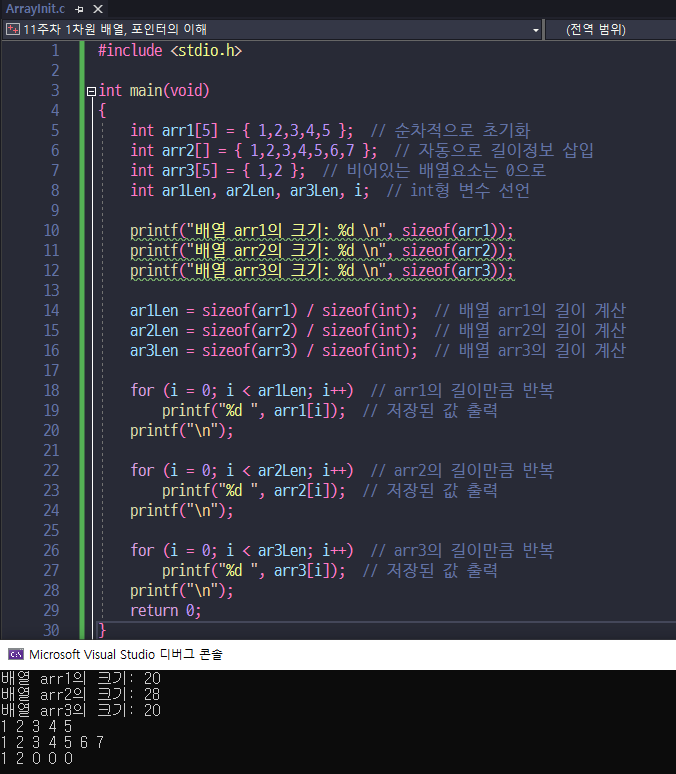 ArrayInit.c
11주차 1차원 배열, 포인터의 이해 (전역 범위)
1 #include <stdio.h>
2
3 int main(void)
4 {
5 int arr1[5] = { 1,2,3,4,5 }; // 순차적으로 초기화
6 int arr2[] = { 1,2,3,4,5,6,7 }; // 자동으로 길이정보 삽입
7 int arr3[5] = { 1,2 }; // 비어있는 배열요소는 0으로
8 int ar1Len, ar2Len, ar3Len, i; // int형 변수 선언
9
10 printf("배열 arr1의 크기: %d \n", sizeof(arr1));
11 printf("배열 arr2의 크기: %d \n", sizeof(arr2));
12 printf("배열 arr3의 크기: %d \n", sizeof(arr3));
13
14 ar1Len = sizeof(arr1) / sizeof(int); // 배열 arr1의 길이 계산
15 ar2Len = sizeof(arr2) / sizeof(int); // 배열 arr2의 길이 계산
16 ar3Len = sizeof(arr3) / sizeof(int); // 배열 arr3의 길이 계산
17
18 for (i = 0; i < ar1Len; i++) // arr1의 길이만큼 반복
19 printf("%d ", arr1[i]); // 저장된 값 출력
20 printf("\n");
21
22 for (i = 0; i < ar2Len; i++) // arr2의 길이만큼 반복
23 printf("%d ", arr2[i]); // 저장된 값 출력
24 printf("\n");
25
26 for (i = 0; i < ar3Len; i++) // arr3의 길이만큼 반복
27 printf("%d ", arr3[i]); // 저장된 값 출력
28 printf("\n");
29 return 0;
30 }
Microsoft Visual Studio 디버그 콘솔
배열 arr1의 크기: 20
배열 arr2의 크기: 28
배열 arr3의 크기: 20
1 2 3 4 5
1 2 3 4 5 6 7
1 2 0 0 0